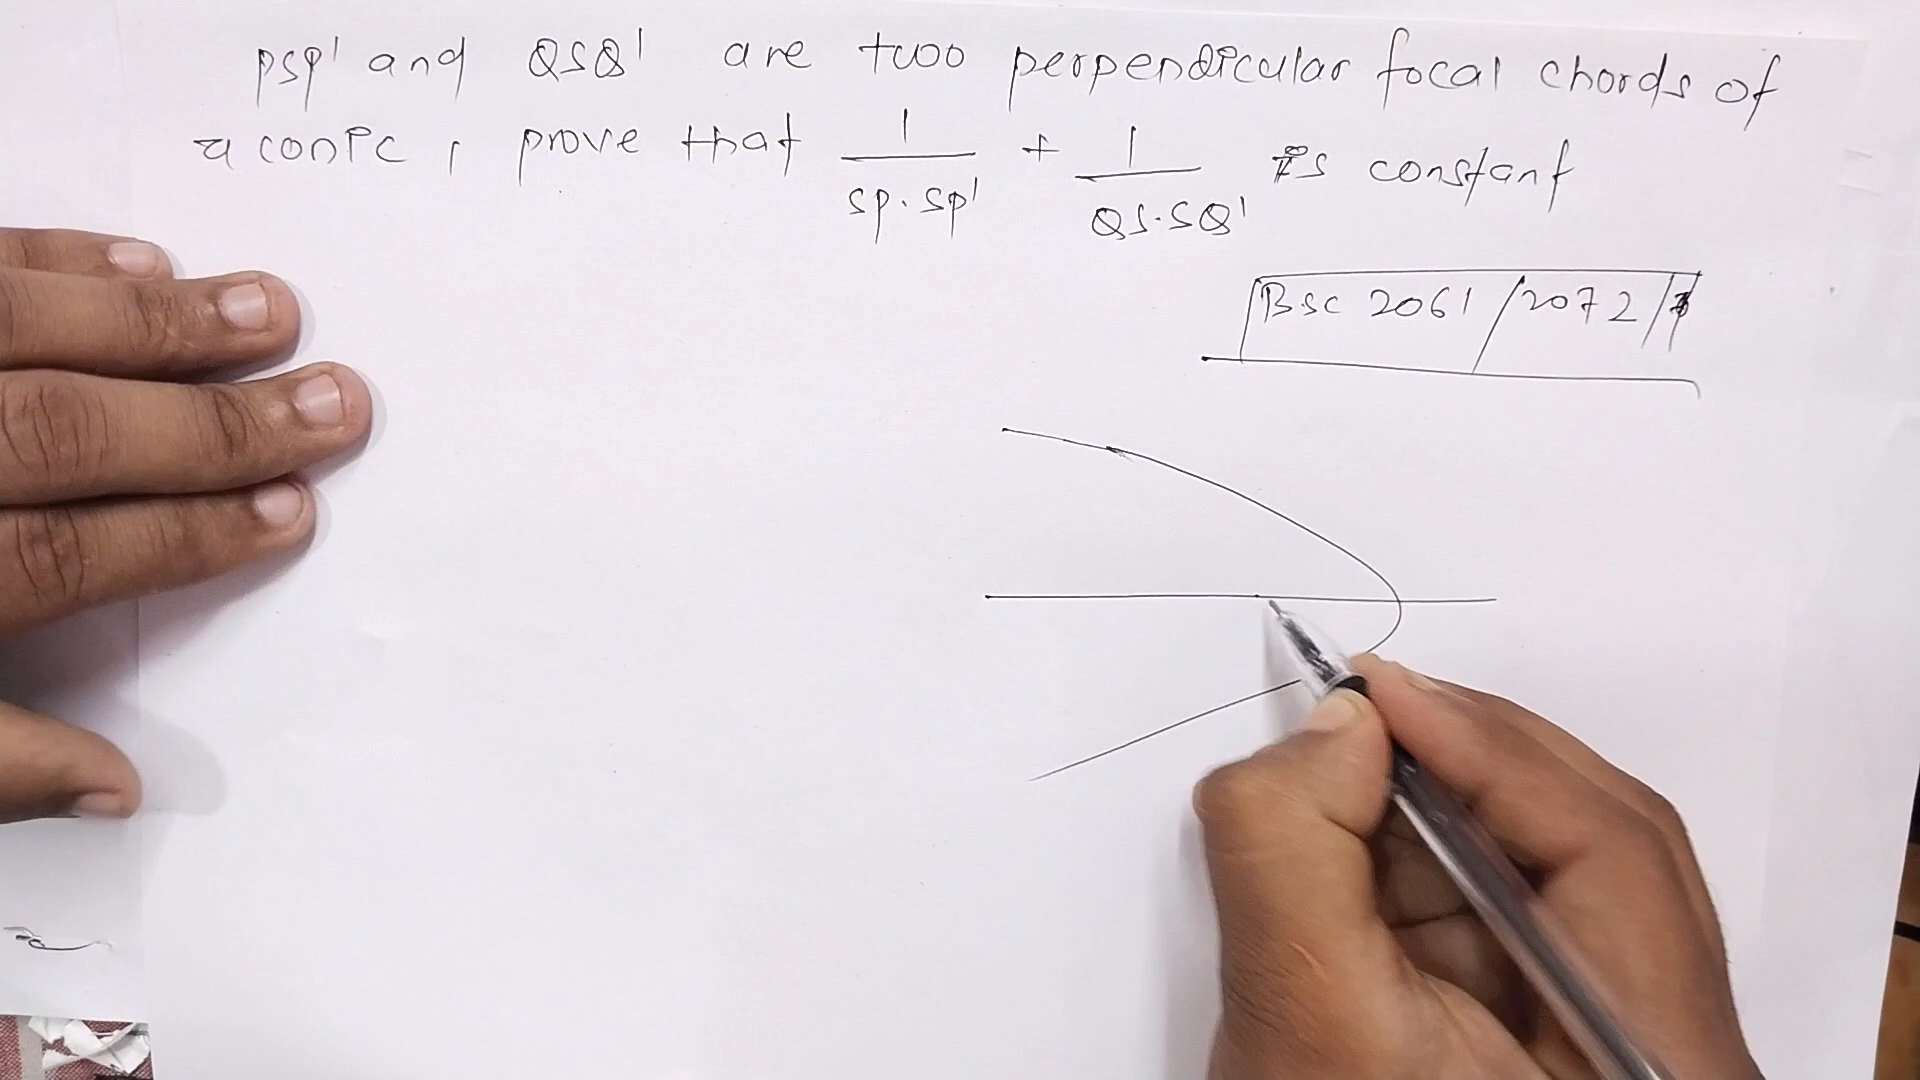 PSP' and QSQ' are two perpendicular focal chords of
a conic, prove that 1/SP.SP' + 1/QS.SQ' is constant
BSC 2061 / 2072 /